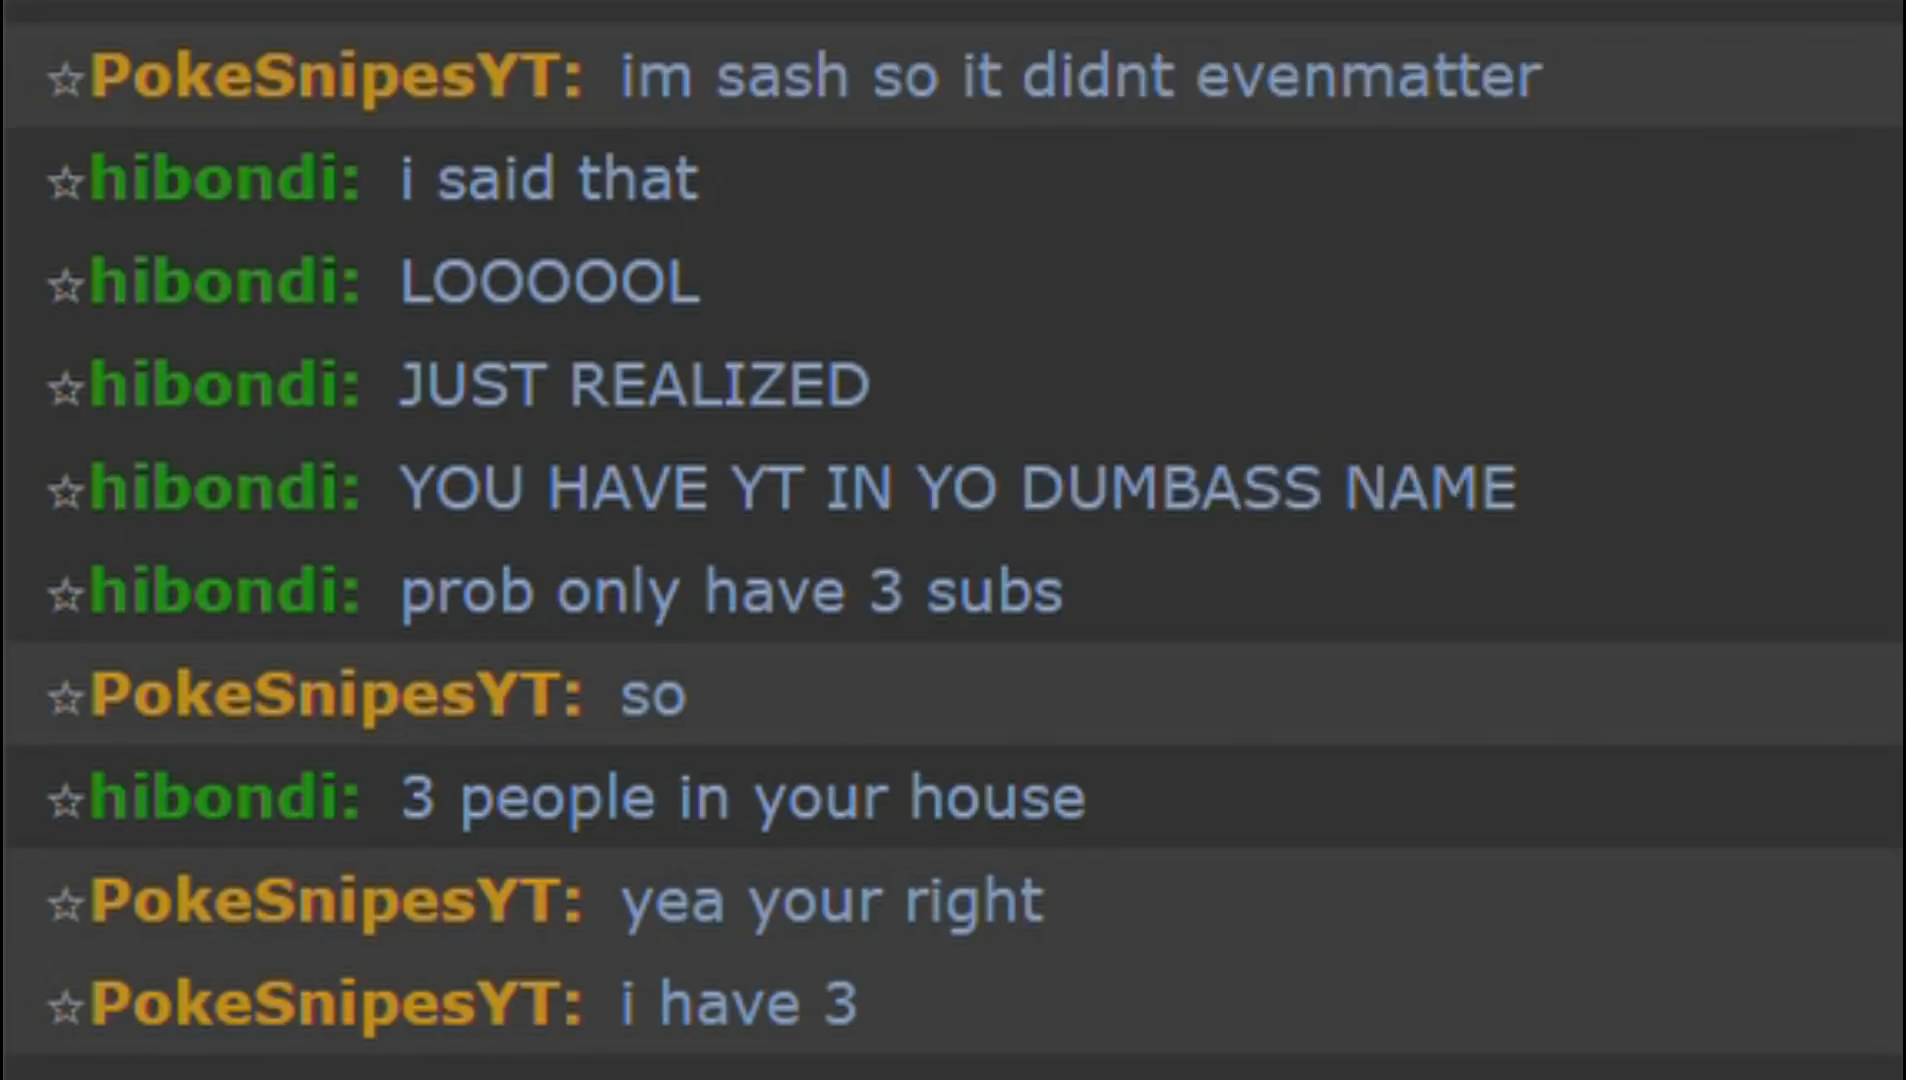 ☆PokeSnipesYT: im sash so it didnt evenmatter
☆hibondi: i said that
☆hibondi: LOOOOOL
☆hibondi: JUST REALIZED
☆hibondi: YOU HAVE YT IN YO DUMBASS NAME
☆hibondi: prob only have 3 subs
☆PokeSnipesYT: so
☆hibondi: 3 people in your house
☆PokeSnipesYT: yea your right
☆PokeSnipesYT: i have 3